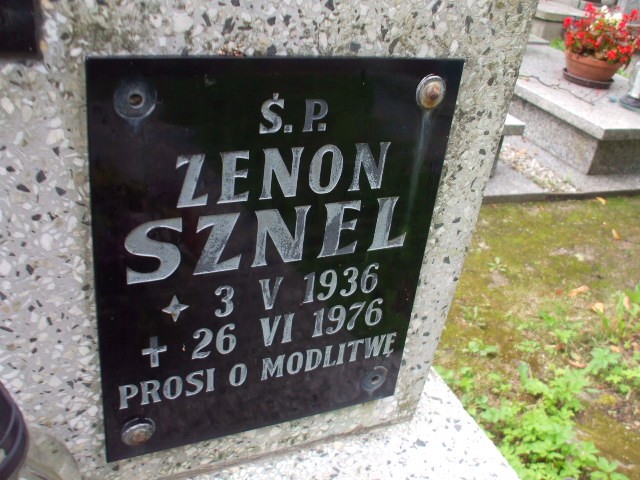 Ś. P.
ZENON
SZNEL
✦ 3 V 1936
+ 26 VI 1976
PROSI O MODLITWĘ